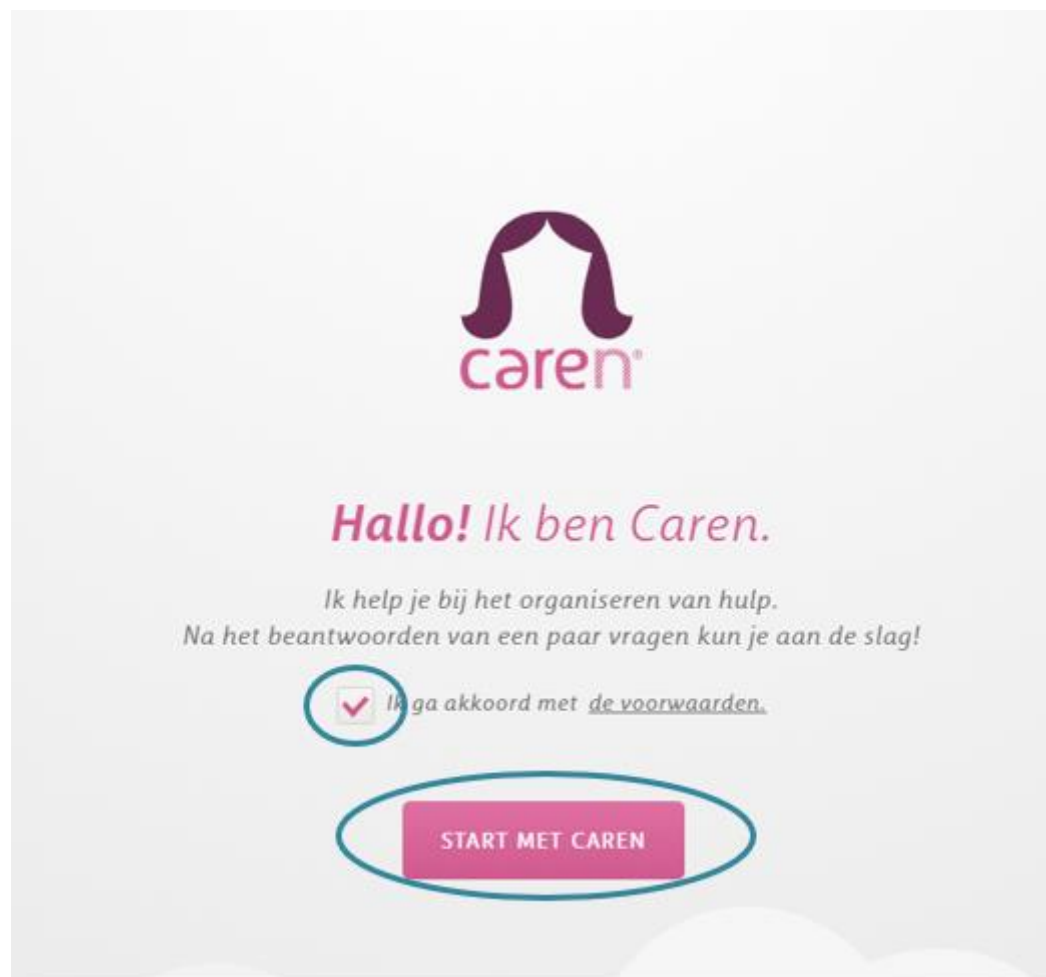 caren®
Hallo! Ik ben Caren.
Ik help je bij het organiseren van hulp.
Na het beantwoorden van een paar vragen kun je aan de slag!
Ik ga akkoord met de voorwaarden.
START MET CAREN